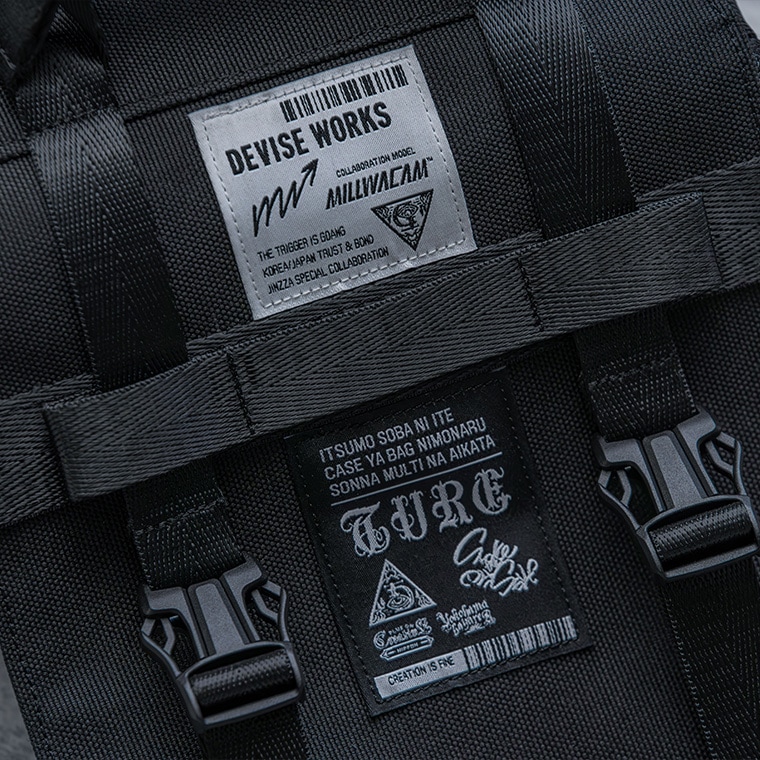 DEVISE WORKS
COLLABORATION MODEL
MILLWACAM™
THE TRIGGER IS GOANG
KOREA/JAPAN TRUST & BOND
JINZZA SPECIAL COLLABORATION
ITSUMO SOBA NI ITE
CASE YA BAG NIMONARU
SONNA MULTI NA AIKATA
TURE
CREATION IS FINE